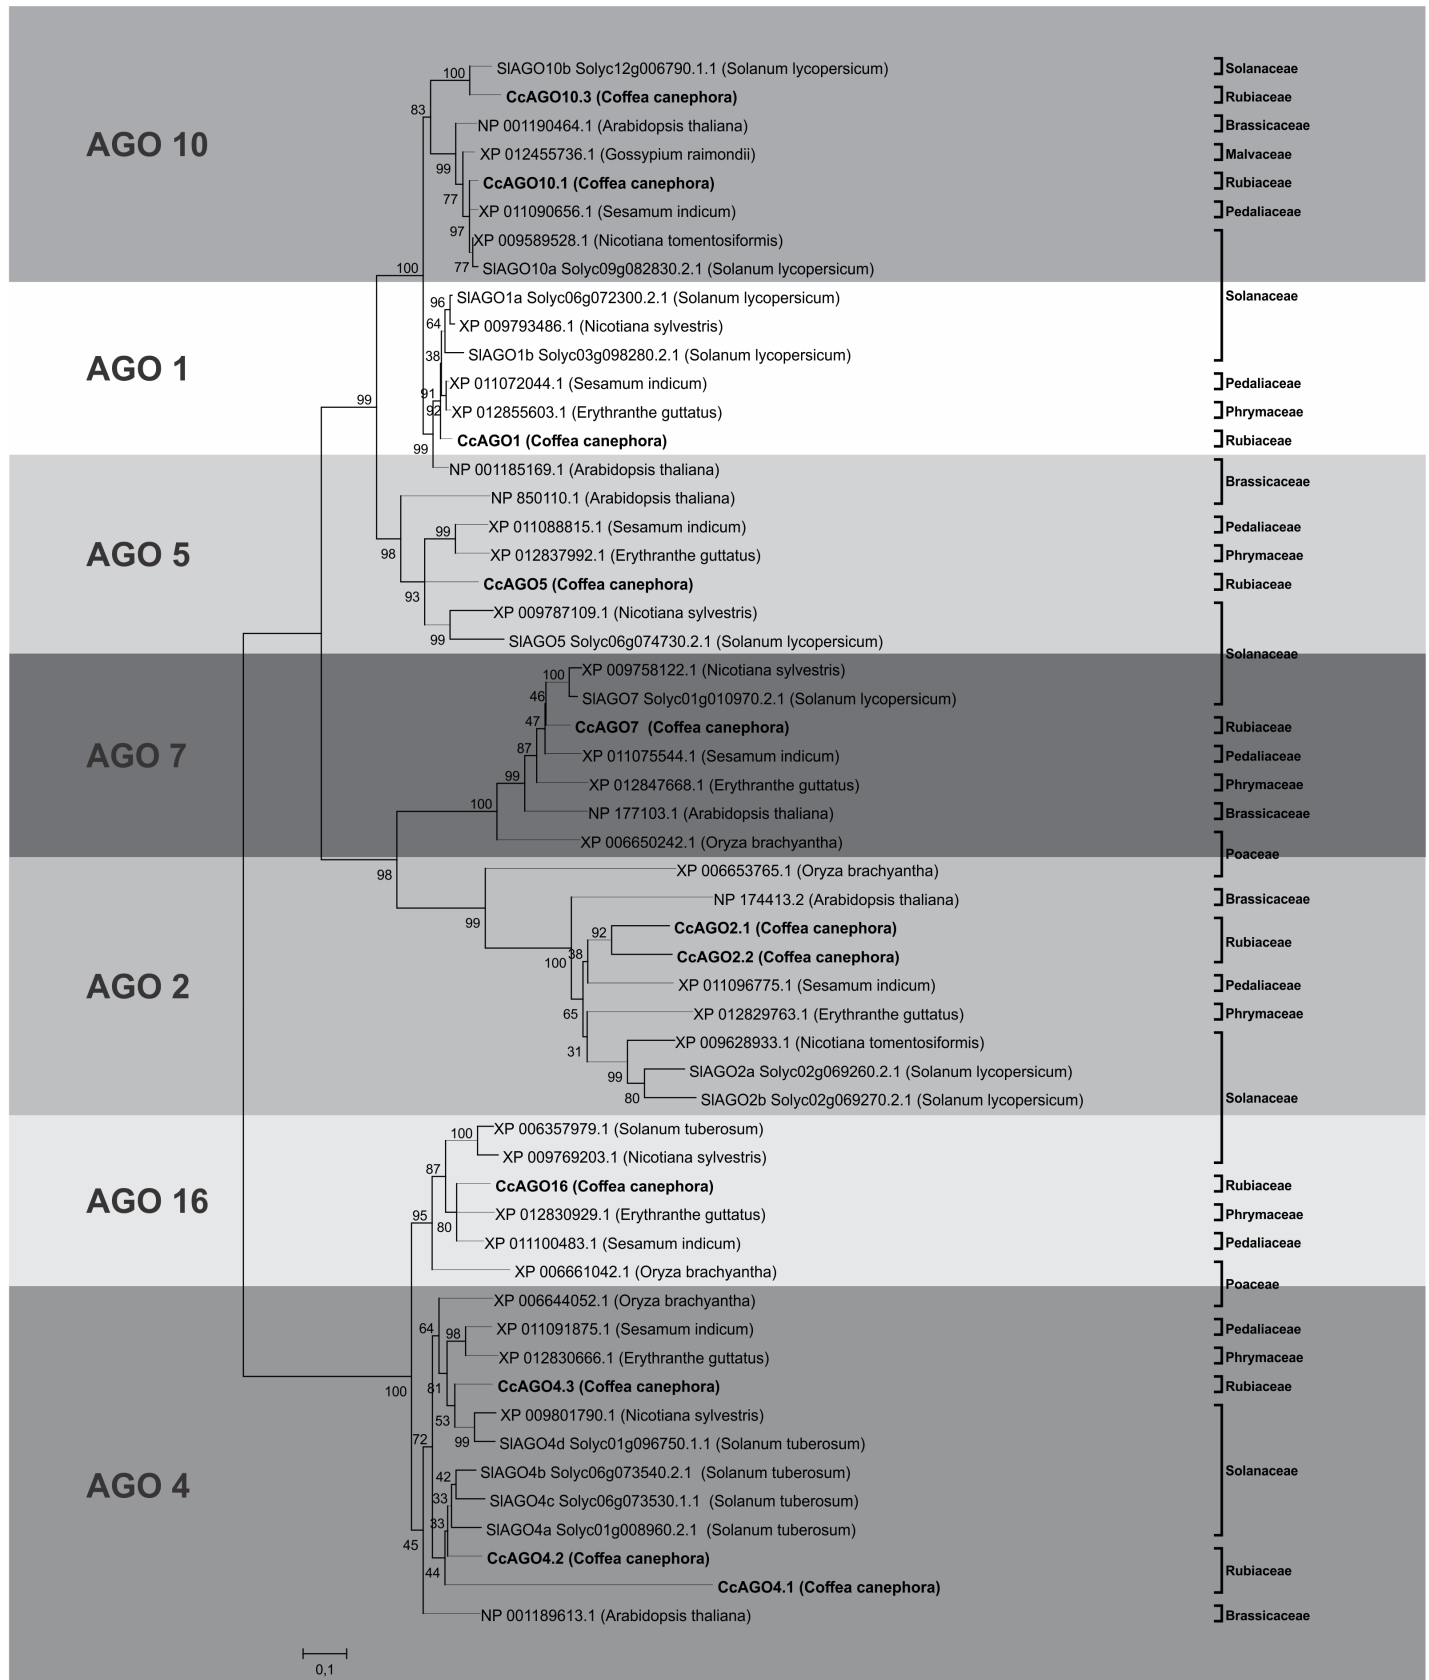 100 SlAGO10b Solyc12g006790.1.1 (Solanum lycopersicum) Solanaceae
CcAGO10.3 (Coffea canephora) Rubiaceae
83
NP 001190464.1 (Arabidopsis thaliana) Brassicaceae
AGO 10
XP 012455736.1 (Gossypium raimondii) Malvaceae
99
CcAGO10.1 (Coffea canephora) Rubiaceae
77
XP 011090656.1 (Sesamum indicum) Pedaliaceae
97
XP 009589528.1 (Nicotiana tomentosiformis)
100 77 SlAGO10a Solyc09g082830.2.1 (Solanum lycopersicum)
96 SlAGO1a Solyc06g072300.2.1 (Solanum lycopersicum) Solanaceae
64 XP 009793486.1 (Nicotiana sylvestris)
38 SlAGO1b Solyc03g098280.2.1 (Solanum lycopersicum)
AGO 1
XP 011072044.1 (Sesamum indicum) Pedaliaceae
91
99
92 XP 012855603.1 (Erythranthe guttatus) Phrymaceae
CcAGO1 (Coffea canephora) Rubiaceae
99
NP 001185169.1 (Arabidopsis thaliana)
Brassicaceae
NP 850110.1 (Arabidopsis thaliana)
99 XP 011088815.1 (Sesamum indicum) Pedaliaceae
AGO 5
98 XP 012837992.1 (Erythranthe guttatus) Phrymaceae
CcAGO5 (Coffea canephora) Rubiaceae
93
XP 009787109.1 (Nicotiana sylvestris)
99 SlAGO5 Solyc06g074730.2.1 (Solanum lycopersicum)
Solanaceae
100 XP 009758122.1 (Nicotiana sylvestris)
46 SlAGO7 Solyc01g010970.2.1 (Solanum lycopersicum)
47 CcAGO7 (Coffea canephora) Rubiaceae
AGO 7
87 XP 011075544.1 (Sesamum indicum) Pedaliaceae
99 XP 012847668.1 (Erythranthe guttatus) Phrymaceae
100 NP 177103.1 (Arabidopsis thaliana) Brassicaceae
XP 006650242.1 (Oryza brachyantha)
Poaceae
98 XP 006653765.1 (Oryza brachyantha)
NP 174413.2 (Arabidopsis thaliana) Brassicaceae
99
92 CcAGO2.1 (Coffea canephora)
Rubiaceae
100 38 CcAGO2.2 (Coffea canephora)
AGO 2
XP 011096775.1 (Sesamum indicum) Pedaliaceae
65 XP 012829763.1 (Erythranthe guttatus) Phrymaceae
31 XP 009628933.1 (Nicotiana tomentosiformis)
99 SlAGO2a Solyc02g069260.2.1 (Solanum lycopersicum)
80 SlAGO2b Solyc02g069270.2.1 (Solanum lycopersicum) Solanaceae
100 XP 006357979.1 (Solanum tuberosum)
87 XP 009769203.1 (Nicotiana sylvestris)
CcAGO16 (Coffea canephora) Rubiaceae
AGO 16
95 80 XP 012830929.1 (Erythranthe guttatus) Phrymaceae
XP 011100483.1 (Sesamum indicum) Pedaliaceae
XP 006661042.1 (Oryza brachyantha)
Poaceae
XP 006644052.1 (Oryza brachyantha)
64 98 XP 011091875.1 (Sesamum indicum) Pedaliaceae
XP 012830666.1 (Erythranthe guttatus) Phrymaceae
100 81 CcAGO4.3 (Coffea canephora) Rubiaceae
53 XP 009801790.1 (Nicotiana sylvestris)
72 99 SlAGO4d Solyc01g096750.1.1 (Solanum tuberosum)
42 SlAGO4b Solyc06g073540.2.1 (Solanum tuberosum) Solanaceae
AGO 4
33 SlAGO4c Solyc06g073530.1.1 (Solanum tuberosum)
33 SlAGO4a Solyc01g008960.2.1 (Solanum tuberosum)
45
CcAGO4.2 (Coffea canephora)
44 Rubiaceae
CcAGO4.1 (Coffea canephora)
NP 001189613.1 (Arabidopsis thaliana) Brassicaceae
0,1